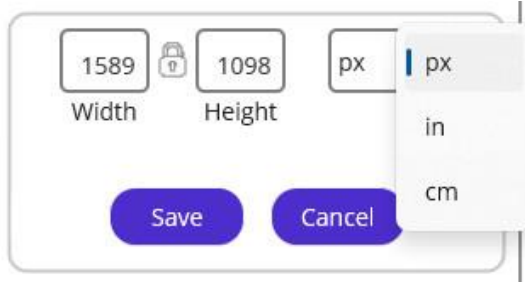 1589 1098 px px
Width Height
in
cm
Save Cancel